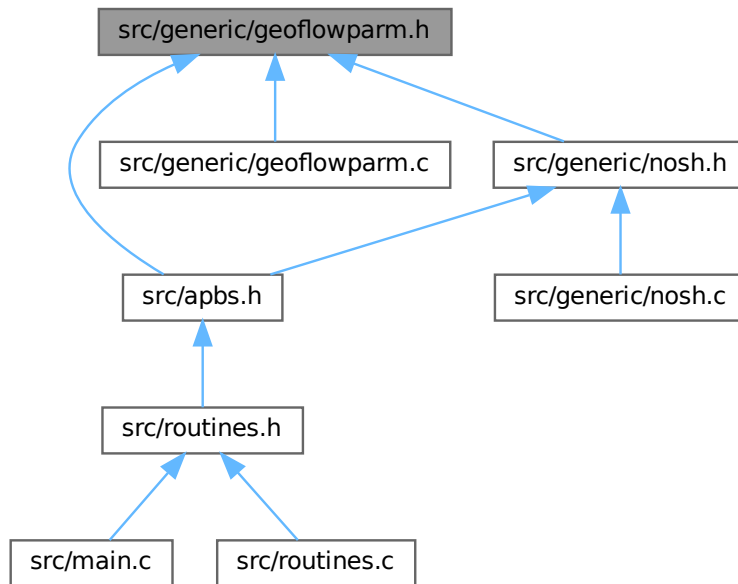 src/generic/geoflowparm.h
src/generic/geoflowparm.c
src/generic/nosh.h
src/apbs.h
src/generic/nosh.c
src/routines.h
src/main.c
src/routines.c